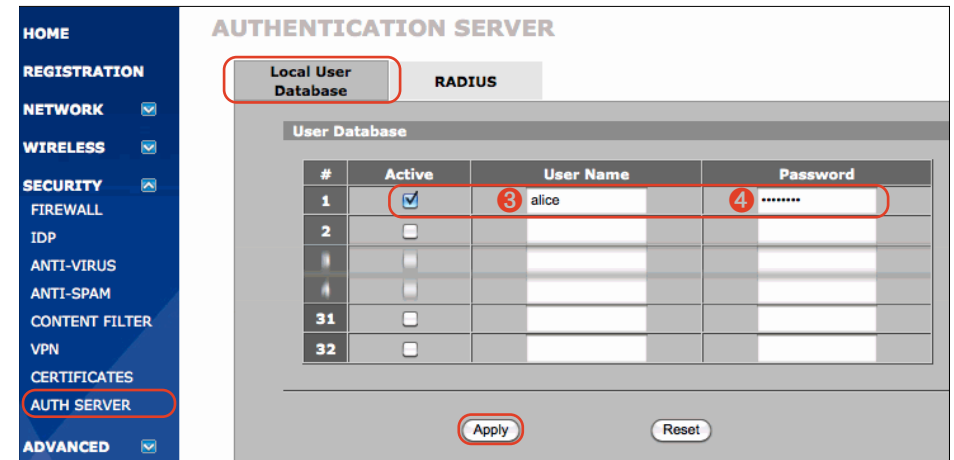 HOME
REGISTRATION
NETWORK
WIRELESS
SECURITY
FIREWALL
IDP
ANTI-VIRUS
ANTI-SPAM
CONTENT FILTER
VPN
CERTIFICATES
AUTH SERVER
ADVANCED
AUTHENTICATION SERVER
Local User
Database
RADIUS
User Database
# Active User Name Password
1 3 alice 4 ••••••••
2
31
32
Apply Reset